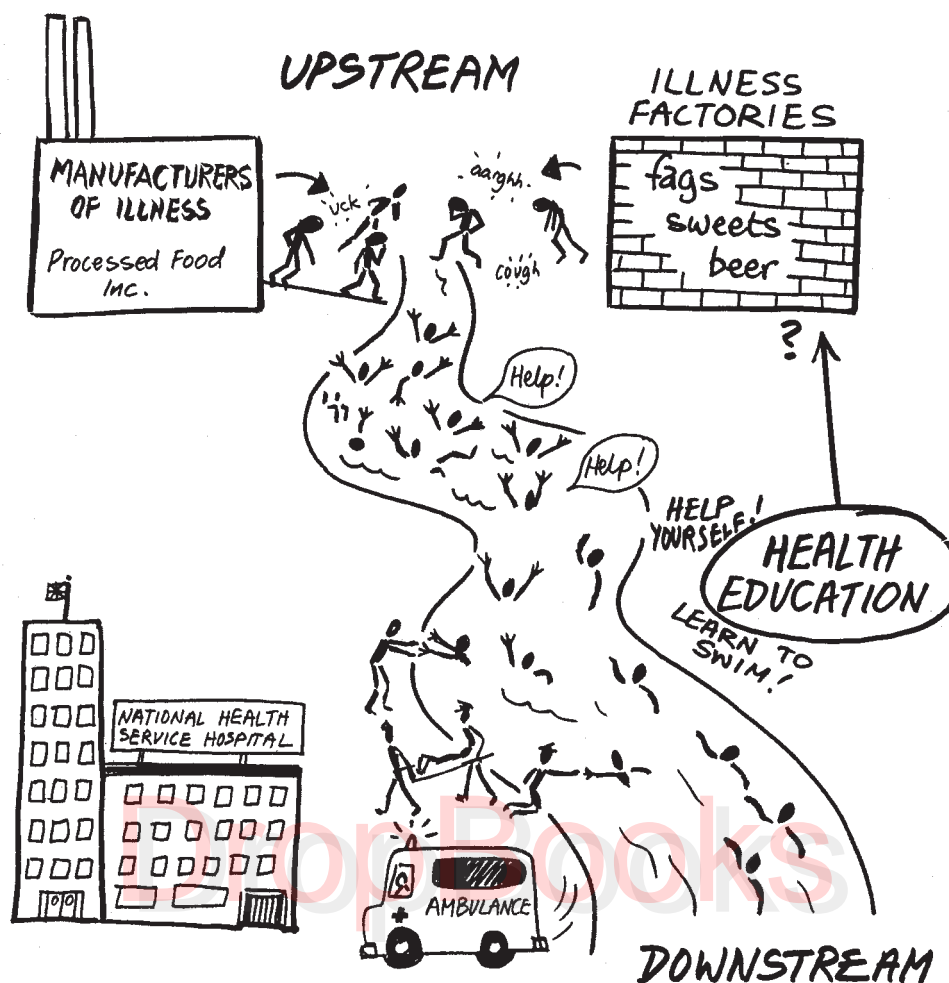 UPSTREAM
ILLNESS
FACTORIES
MANUFACTURERS
OF ILLNESS
Processed Food
Inc.
uck
aarghh
cough
fags
sweets
beer
?
Help!
Help!
HELP
YOURSELF!
HEALTH
EDUCATION
LEARN TO
SWIM!
NATIONAL HEALTH
SERVICE HOSPITAL
DropBooks
AMBULANCE
DOWNSTREAM